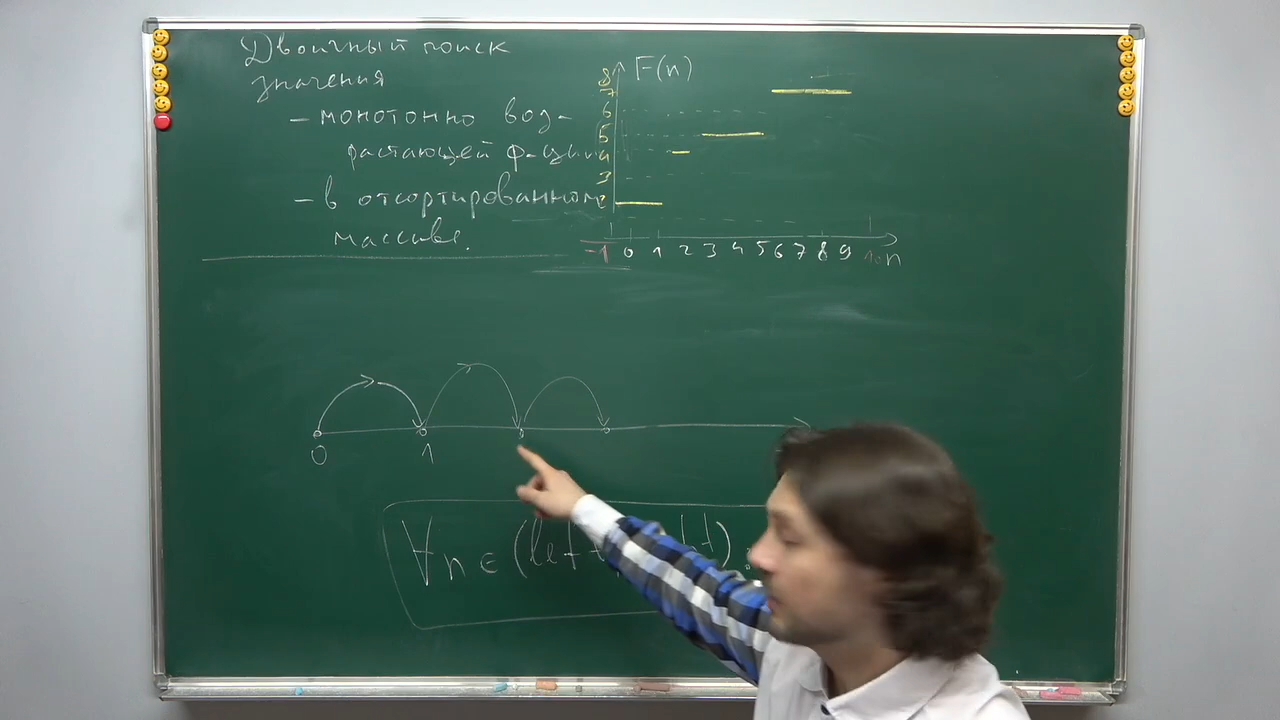 Двоичный поиск
значения
– монотонно воз-
растающей ф-ции
– в отсортированном
массиве.
F(n)
8
7
6
5
4
3
2
-1 0 1 2 3 4 5 6 7 8 9 10 n
0 1
∀n ∈ (left